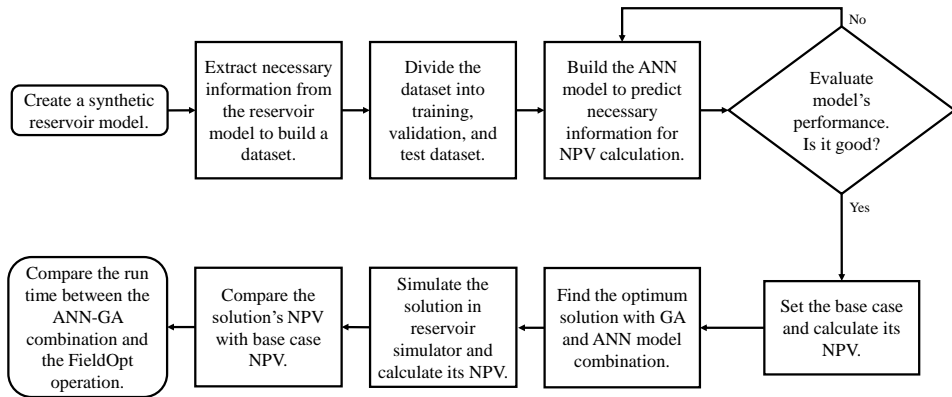 Create a synthetic
reservoir model.
Extract necessary
information from
the reservoir
model to build a
dataset.
Divide the
dataset into
training,
validation, and
test dataset.
Build the ANN
model to predict
necessary
information for
NPV calculation.
No
Evaluate
model's
performance.
Is it good?
Yes
Set the base case
and calculate its
NPV.
Find the optimum
solution with GA
and ANN model
combination.
Simulate the
solution in
reservoir
simulator and
calculate its NPV.
Compare the
solution's NPV
with base case
NPV.
Compare the run
time between the
ANN-GA
combination and
the FieldOpt
operation.